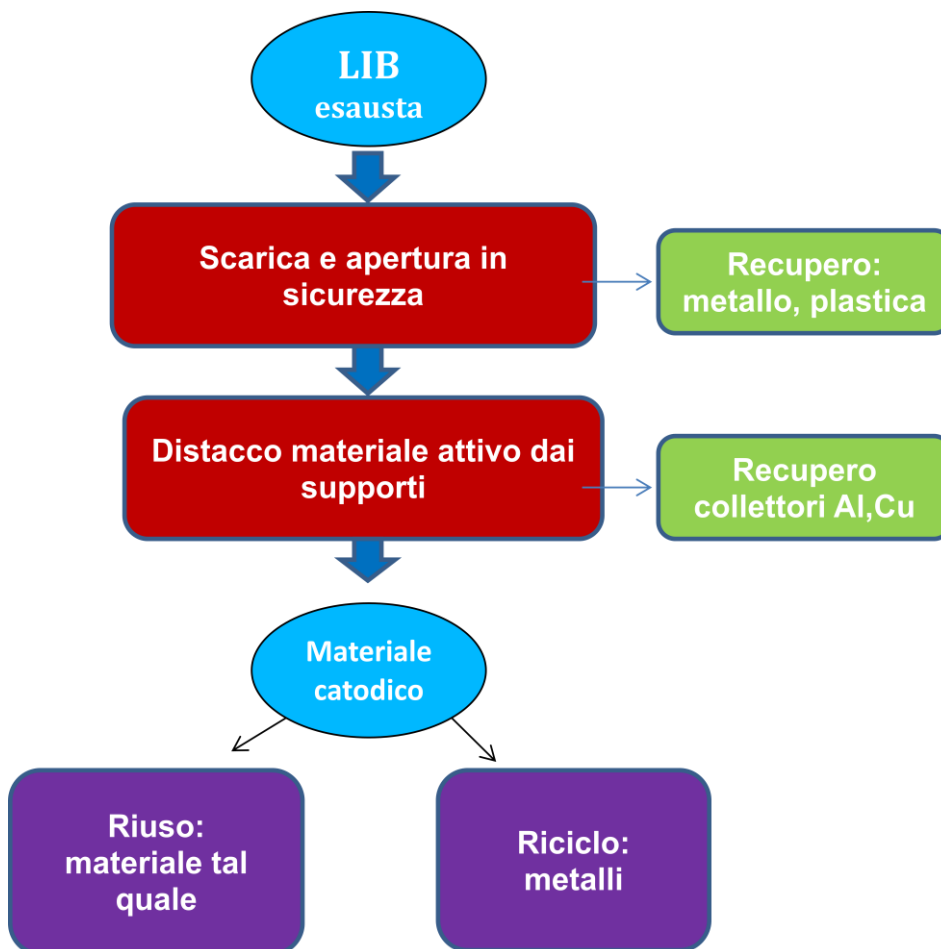 LIB
esausta
Scarica e apertura in
sicurezza
Recupero:
metallo, plastica
Distacco materiale attivo dai
supporti
Recupero
collettori Al,Cu
Materiale
catodico
Riuso:
materiale tal
quale
Riciclo:
metalli